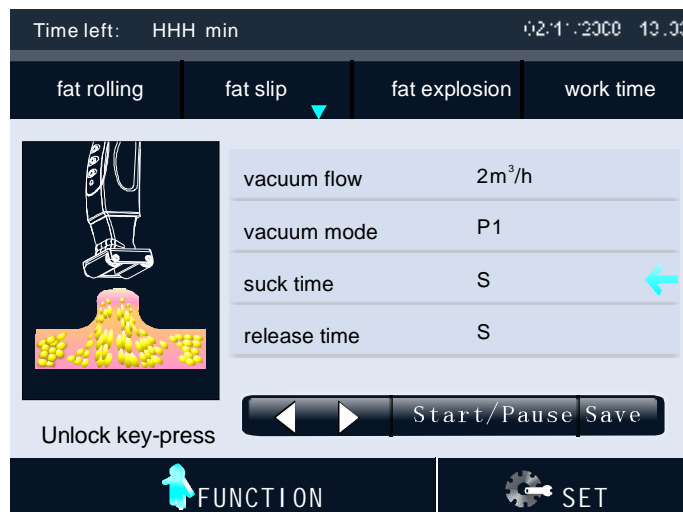 Time left: HHH min
fat rolling fat slip fat explosion work time
vacuum flow 2m³/h
vacuum mode P1
suck time S
release time S
Start/Pause Save
Unlock key-press
FUNCTION SET